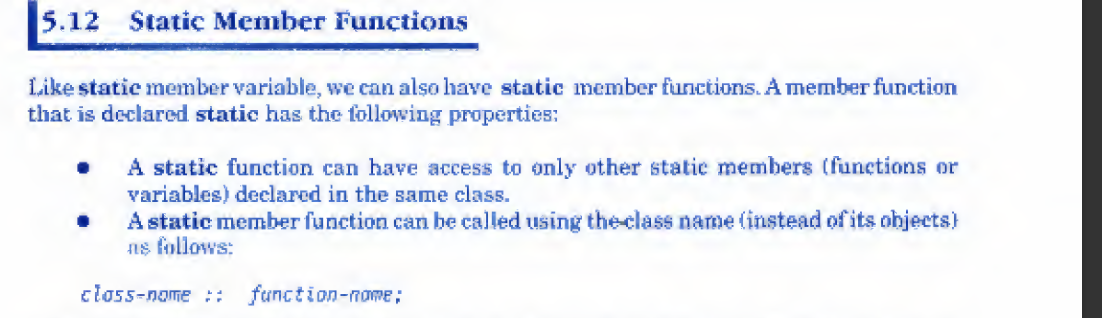 5.12 Static Member Functions
Like static member variable, we can also have static member functions. A member function
that is declared static has the following properties:
● A static function can have access to only other static members (functions or
variables) declared in the same class.
● A static member function can be called using the class name (instead of its objects)
as follows:
class-name :: function-name;